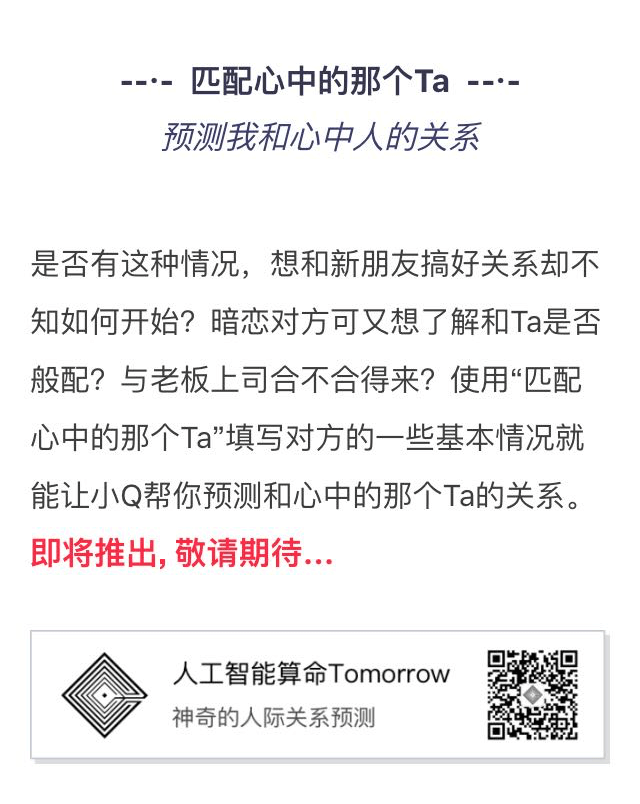 --·- 匹配心中的那个Ta --·-
预测我和心中人的关系
是否有这种情况，想和新朋友搞好关系却不
知如何开始？暗恋对方可又想了解和Ta是否
般配？与老板上司合不合得来？使用“匹配
心中的那个Ta”填写对方的一些基本情况就
能让小Q帮你预测和心中的那个Ta的关系。
即将推出, 敬请期待...
人工智能算命Tomorrow
神奇的人际关系预测